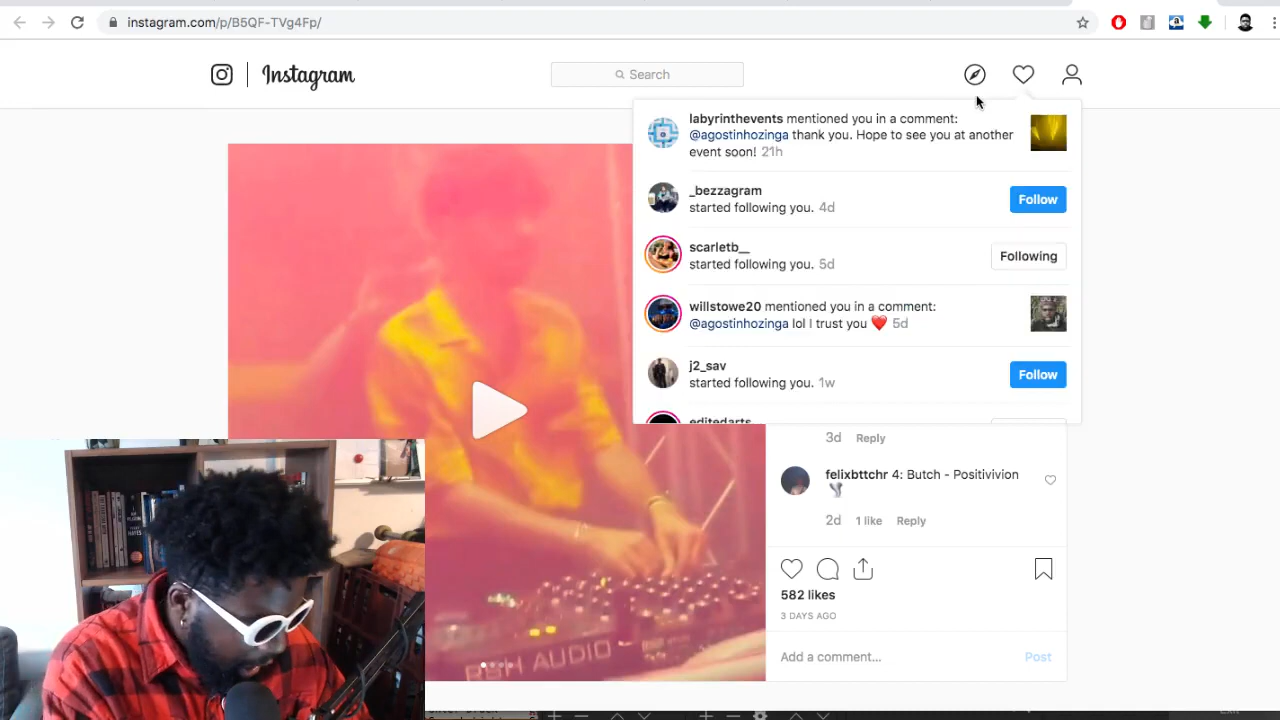 instagram.com/p/B5QF-TVg4Fp/
Instagram
Search
labyrinthevents mentioned you in a comment:
@agostinhozinga thank you. Hope to see you at another
event soon! 21h
_bezzagram
started following you. 4d
Follow
scarletb__
started following you. 5d
Following
willstowe20 mentioned you in a comment:
@agostinhozinga lol I trust you ❤️ 5d
j2_sav
started following you. 1w
Follow
editedarts
3d Reply
felixbttchr 4: Butch - Positivivion
2d 1 like Reply
582 likes
3 DAYS AGO
Add a comment...
Post
R&H AUDIO
HAYES